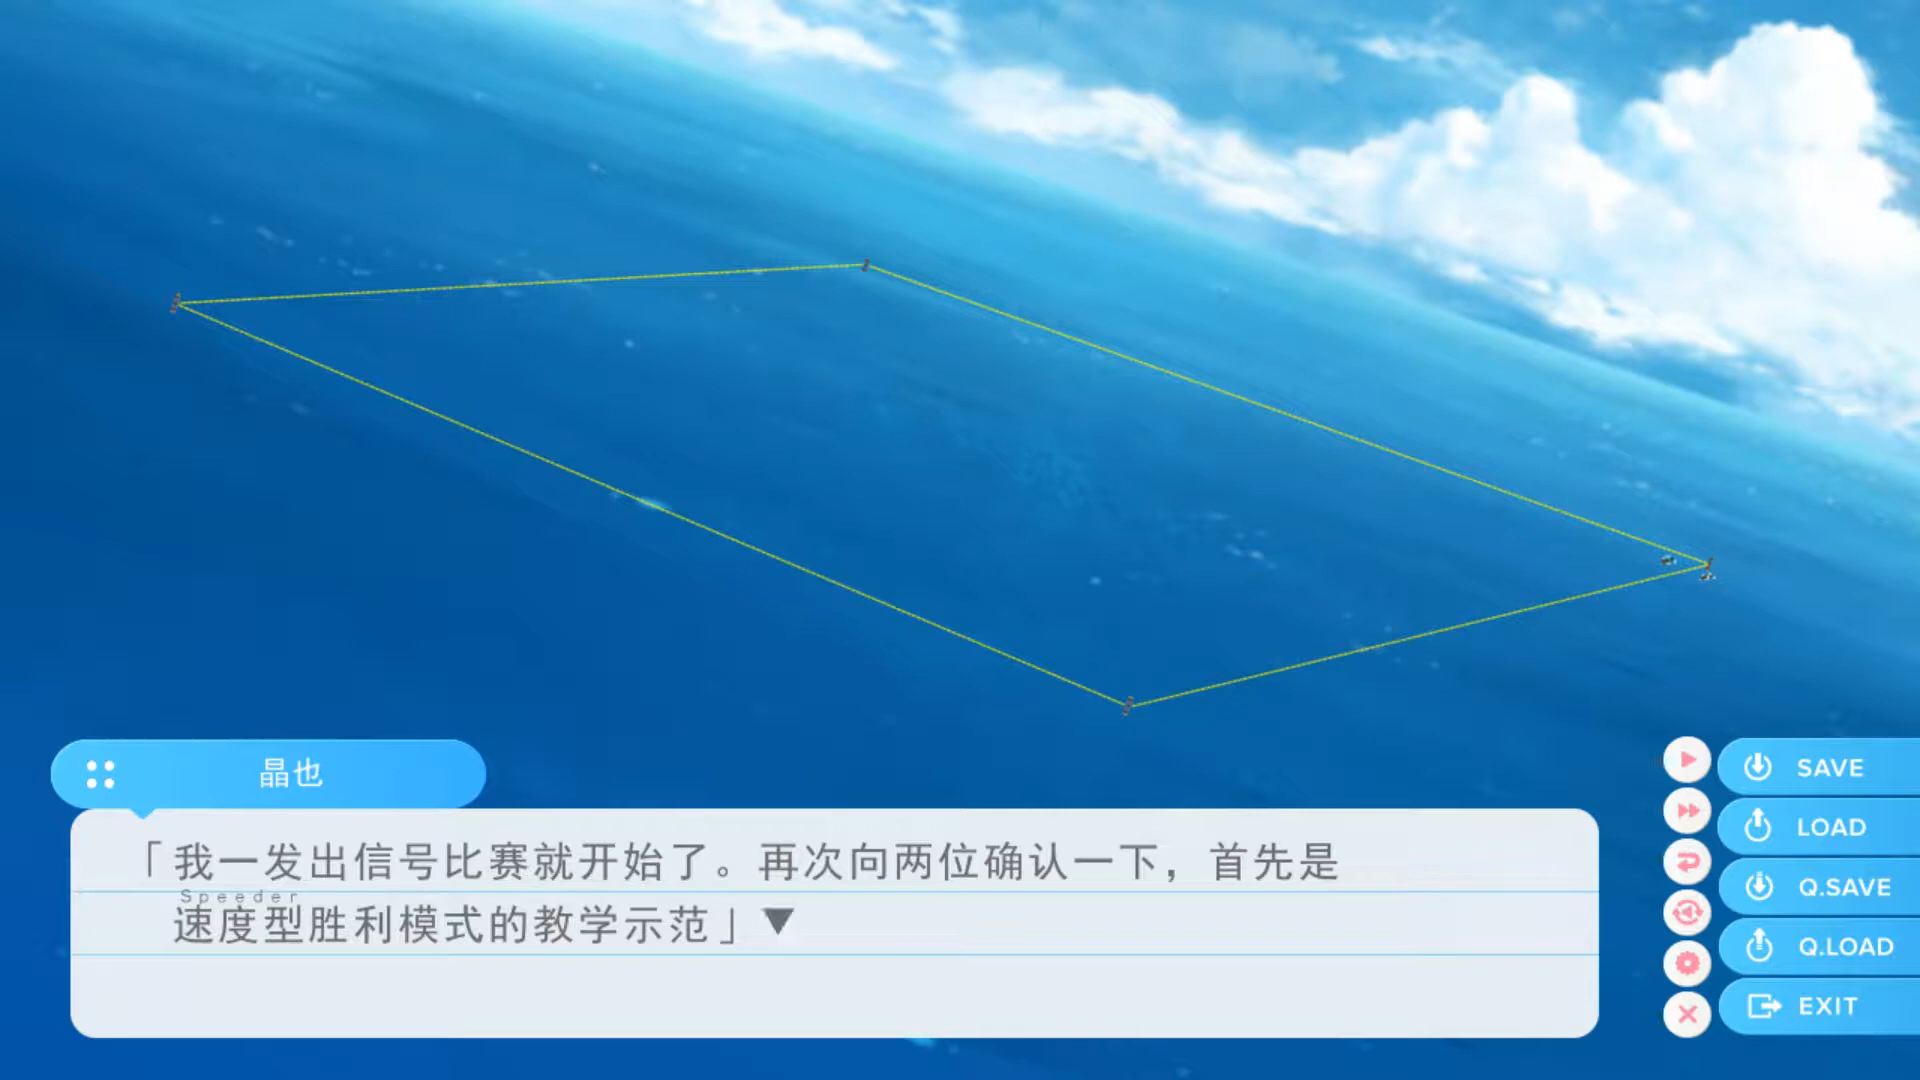 晶也
「我一发出信号比赛就开始了。再次向两位确认一下，首先是
Speeder
速度型胜利模式的教学示范」
SAVE
LOAD
Q.SAVE
Q.LOAD
EXIT